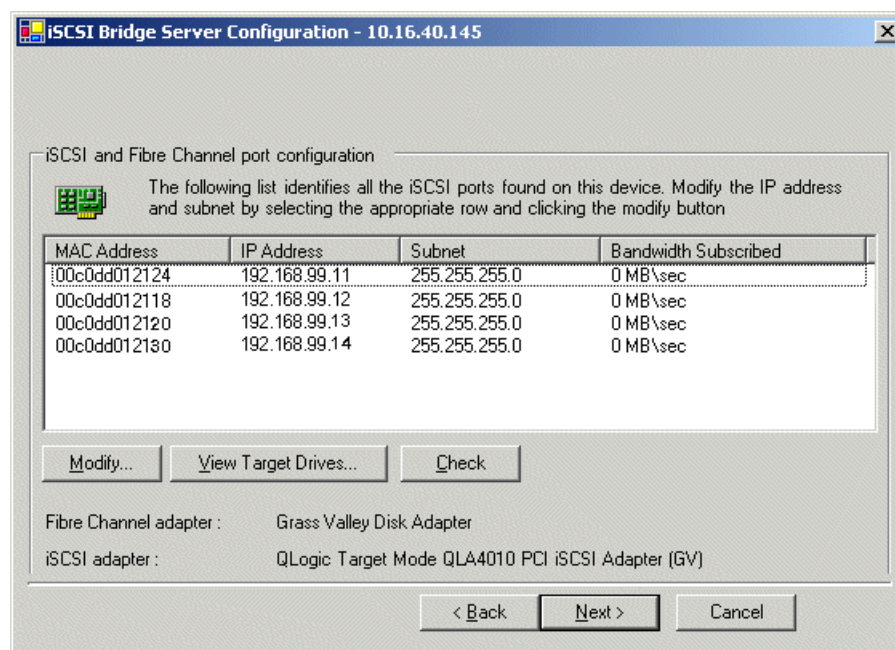 iSCSI Bridge Server Configuration - 10.16.40.145
iSCSI and Fibre Channel port configuration
The following list identifies all the iSCSI ports found on this device. Modify the IP address
and subnet by selecting the appropriate row and clicking the modify button
MAC Address IP Address Subnet Bandwidth Subscribed
00c0dd012124 192.168.99.11 255.255.255.0 0 MB\sec
00c0dd012118 192.168.99.12 255.255.255.0 0 MB\sec
00c0dd012120 192.168.99.13 255.255.255.0 0 MB\sec
00c0dd012130 192.168.99.14 255.255.255.0 0 MB\sec
Modify... View Target Drives... Check
Fibre Channel adapter : Grass Valley Disk Adapter
iSCSI adapter : QLogic Target Mode QLA4010 PCI iSCSI Adapter (GV)
< Back Next > Cancel